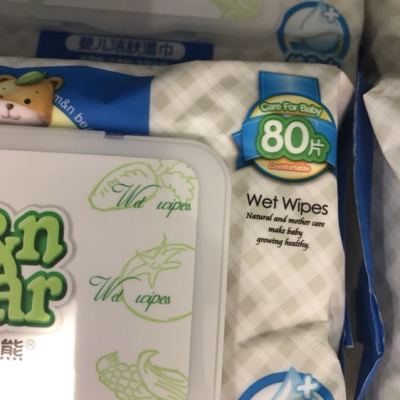 婴儿洁肤湿巾
m&n be
Care For Baby
80片
Comfortable
Wet Wipes
Natural and mother care
make baby
growing healthy.
Wet wipes
&n
ar
Wet wipes
熊®